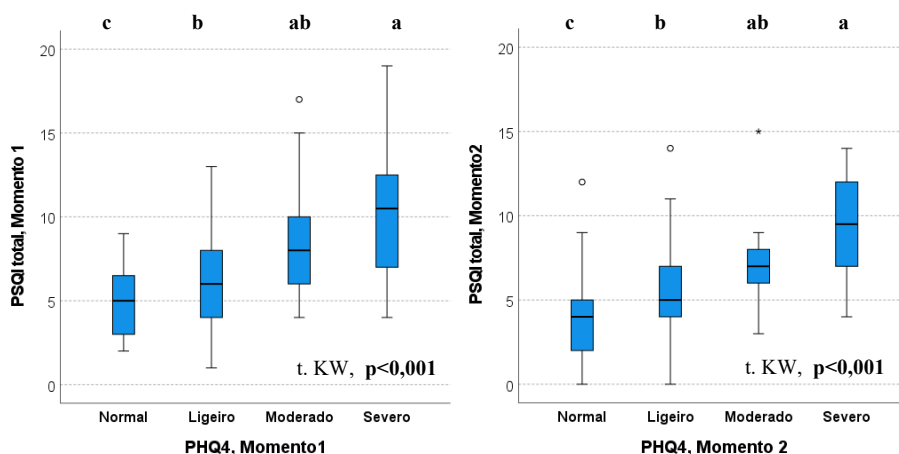 c b ab a
20
15
10
5
0
PSQI total, Momento 1
t. KW, p<0,001
Normal Ligeiro Moderado Severo
PHQ4, Momento1
c b ab a
20
15
10
5
0
PSQI total, Momento2
*
t. KW, p<0,001
Normal Ligeiro Moderado Severo
PHQ4, Momento 2